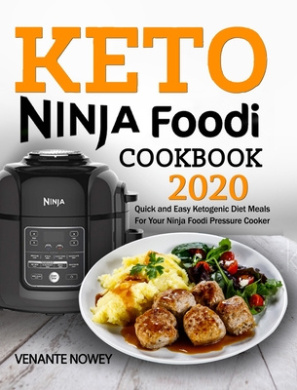 KETO
NINJA Foodi
COOKBOOK
2020
Quick and Easy Ketogenic Diet Meals
For Your Ninja Foodi Pressure Cooker
NINJA
VENANTE NOWEY